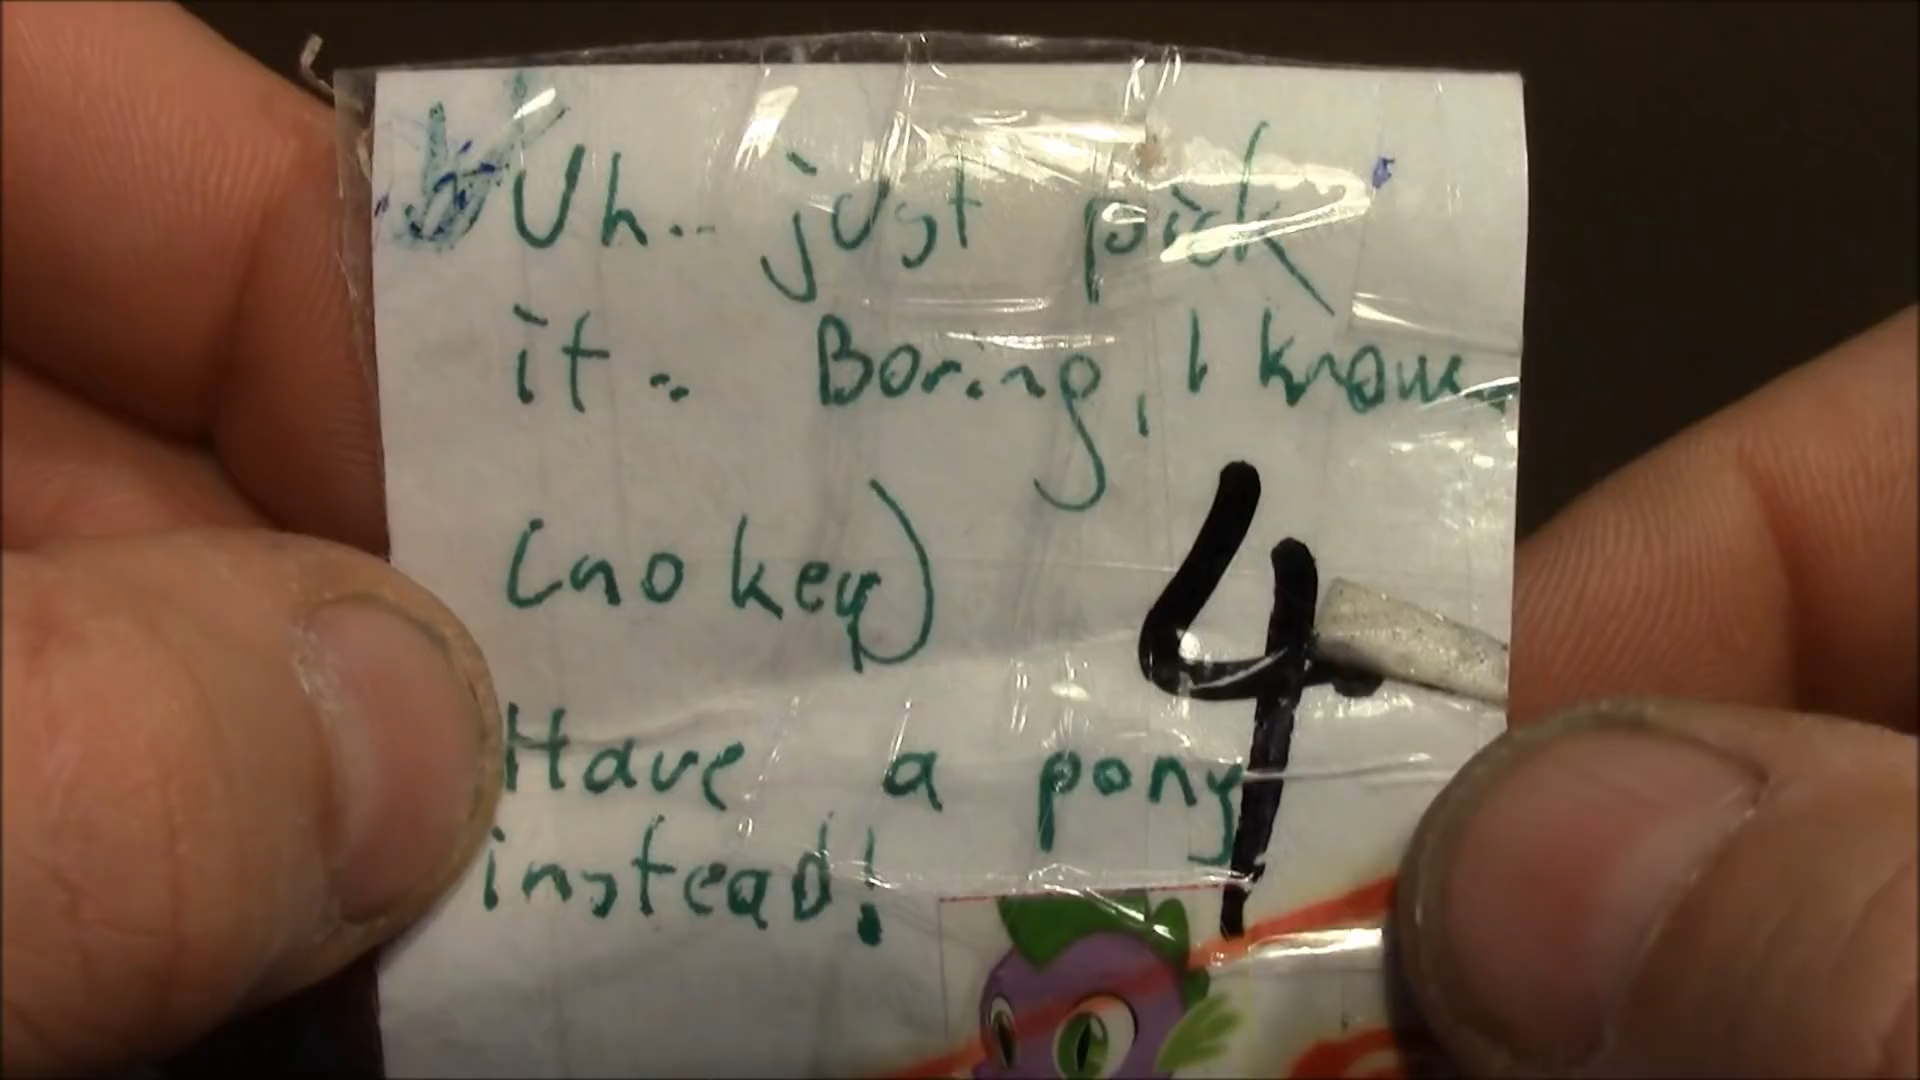 Uh.. just pick
it.. Boring, I know..
(no key)
4
Have a pony
instead!